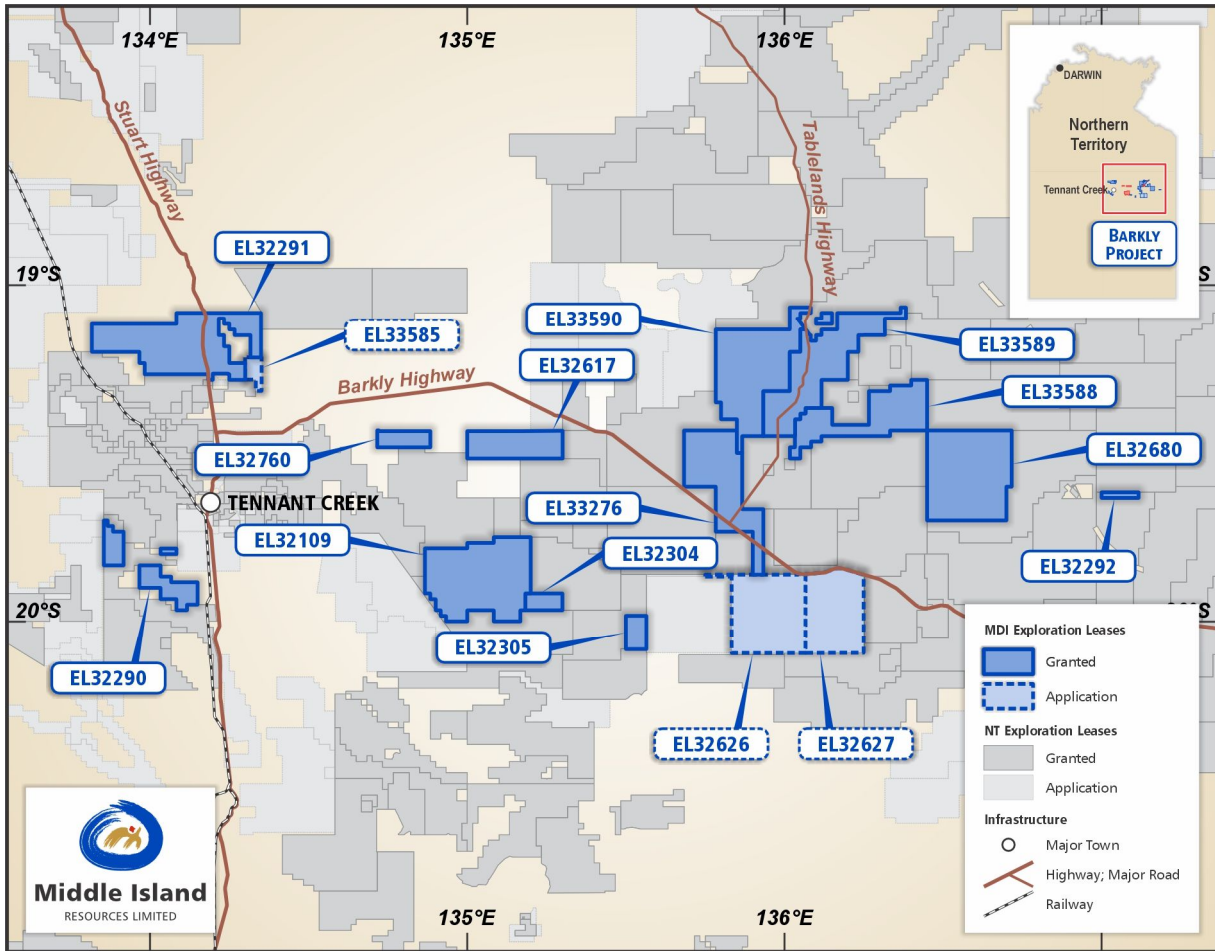 134°E
135°E
136°E
DARWIN
Northern
Territory
Tennant Creek
BARKLY
PROJECT
Stuart Highway
Tablelands Highway
19°S
S
EL32291
EL33585
EL33590
EL33589
EL32617
Barkly Highway
EL33588
EL32760
EL32680
TENNANT CREEK
EL33276
EL32109
EL32304
EL32292
20°S
EL32305
EL32290
EL32626
EL32627
MDI Exploration Leases
Granted
Application
NT Exploration Leases
Granted
Application
Infrastructure
Major Town
Highway; Major Road
Railway
Middle Island
RESOURCES LIMITED
135°E
136°E